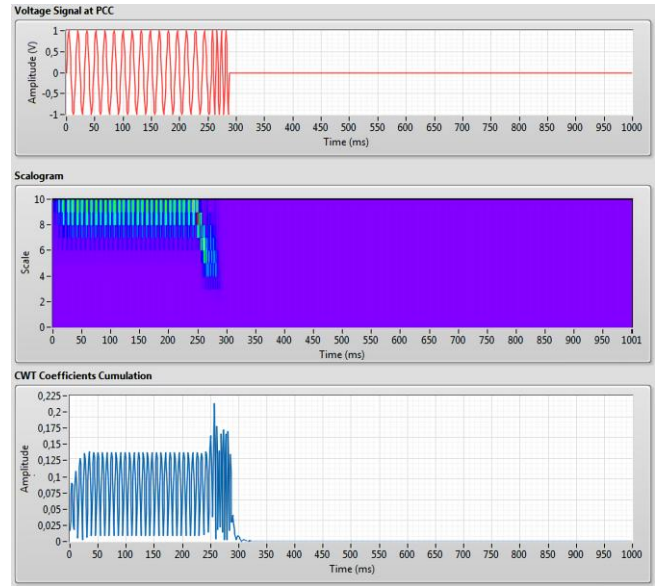 Voltage Signal at PCC
Amplitude (V)
1
0,5
0
-0,5
-1
0 50 100 150 200 250 300 350 400 450 500 550 600 650 700 750 800 850 900 950 1000
Time (ms)
Scalogram
Scale
10
8
6
4
2
0
0 50 100 150 200 250 300 350 400 450 500 550 600 650 700 750 800 850 900 950 1001
Time (ms)
CWT Coefficients Cumulation
Amplitude
0,225
0,2
0,175
0,15
0,125
0,1
0,075
0,05
0,025
0
0 50 100 150 200 250 300 350 400 450 500 550 600 650 700 750 800 850 900 950 1000
Time (ms)